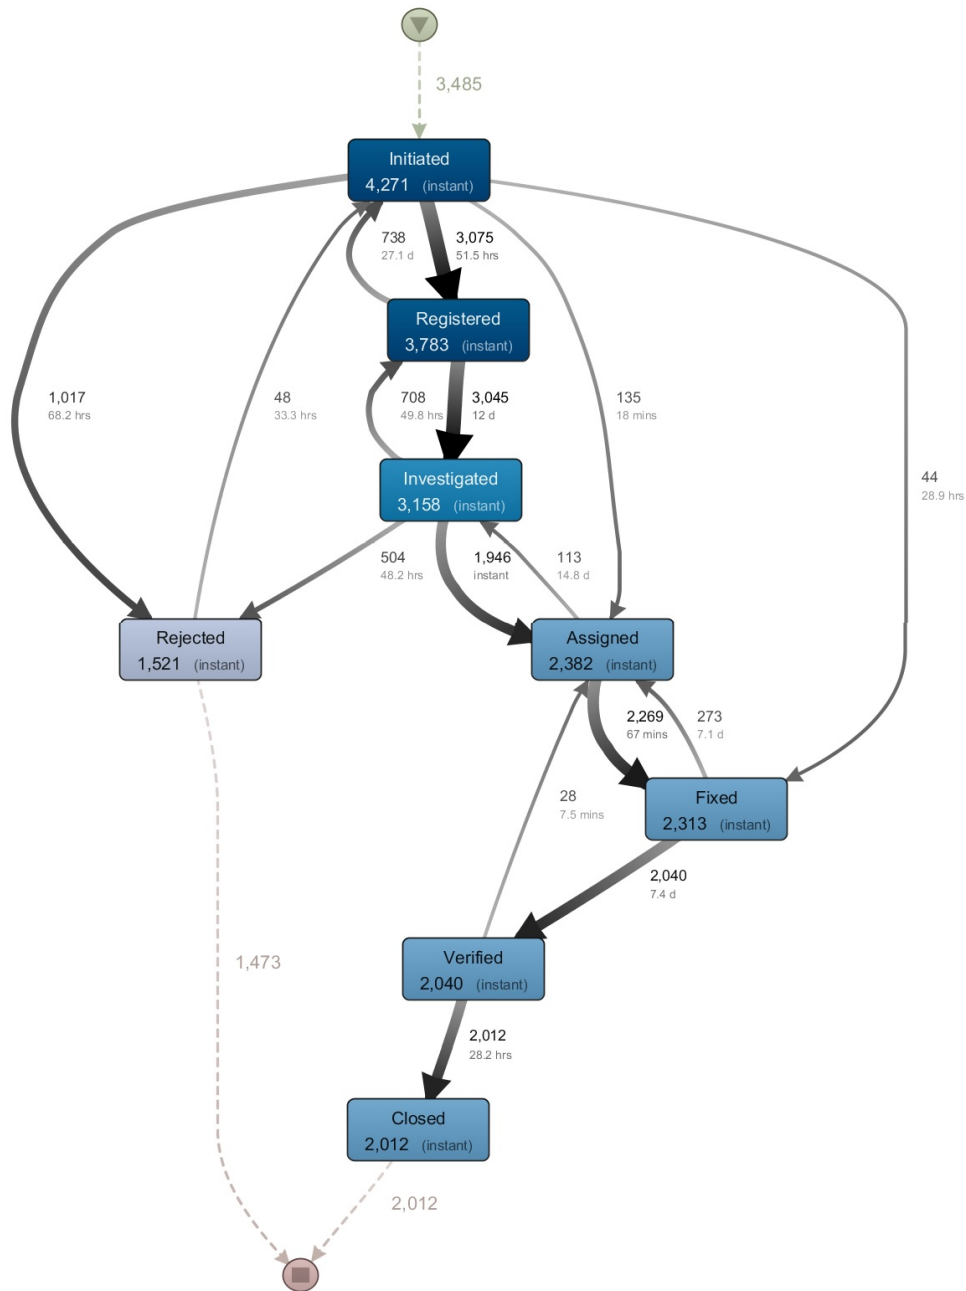 3,485
Initiated
4,271 (instant)
738
27.1 d
3,075
51.5 hrs
Registered
3,783 (instant)
1,017
68.2 hrs
48
33.3 hrs
708
49.8 hrs
3,045
12 d
135
18 mins
44
28.9 hrs
Investigated
3,158 (instant)
504
48.2 hrs
1,946
instant
113
14.8 d
Rejected
1,521 (instant)
Assigned
2,382 (instant)
2,269
67 mins
273
7.1 d
28
7.5 mins
Fixed
2,313 (instant)
2,040
7.4 d
1,473
Verified
2,040 (instant)
2,012
28.2 hrs
Closed
2,012 (instant)
2,012